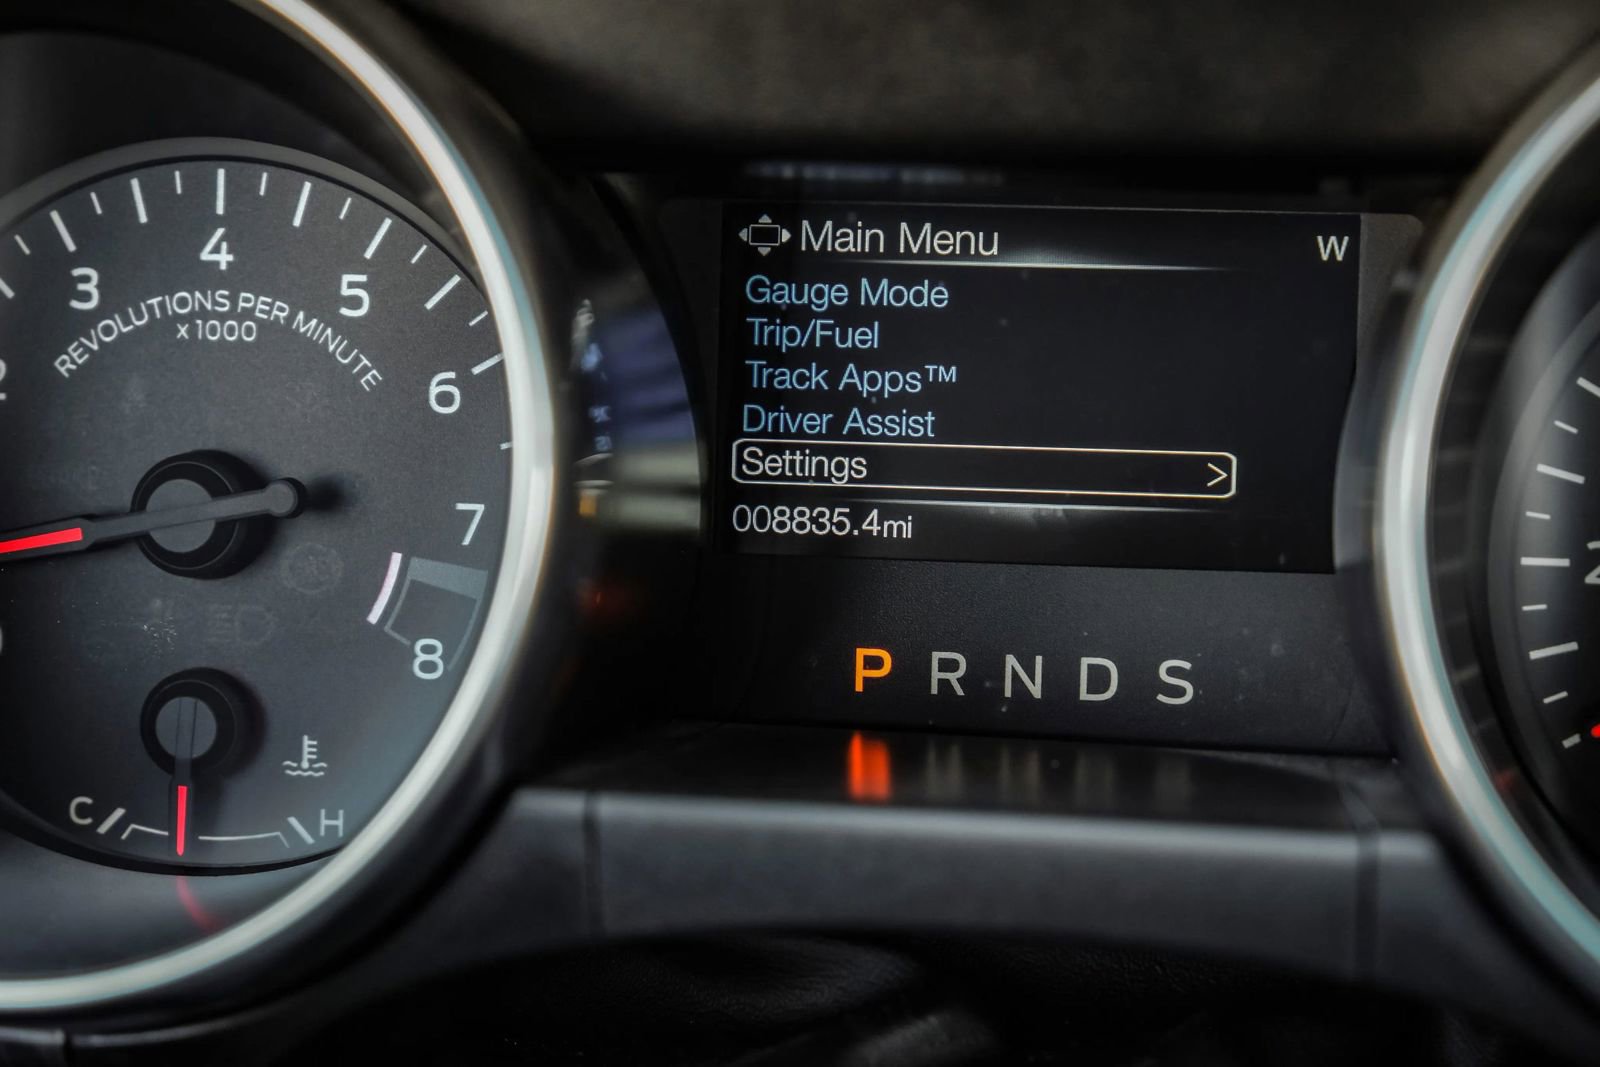 3
4
5
6
7
8
REVOLUTIONS PER MINUTE
x1000
C
H
Main Menu
W
Gauge Mode
Trip/Fuel
Track Apps™
Driver Assist
Settings >
008835.4mi
P R N D S